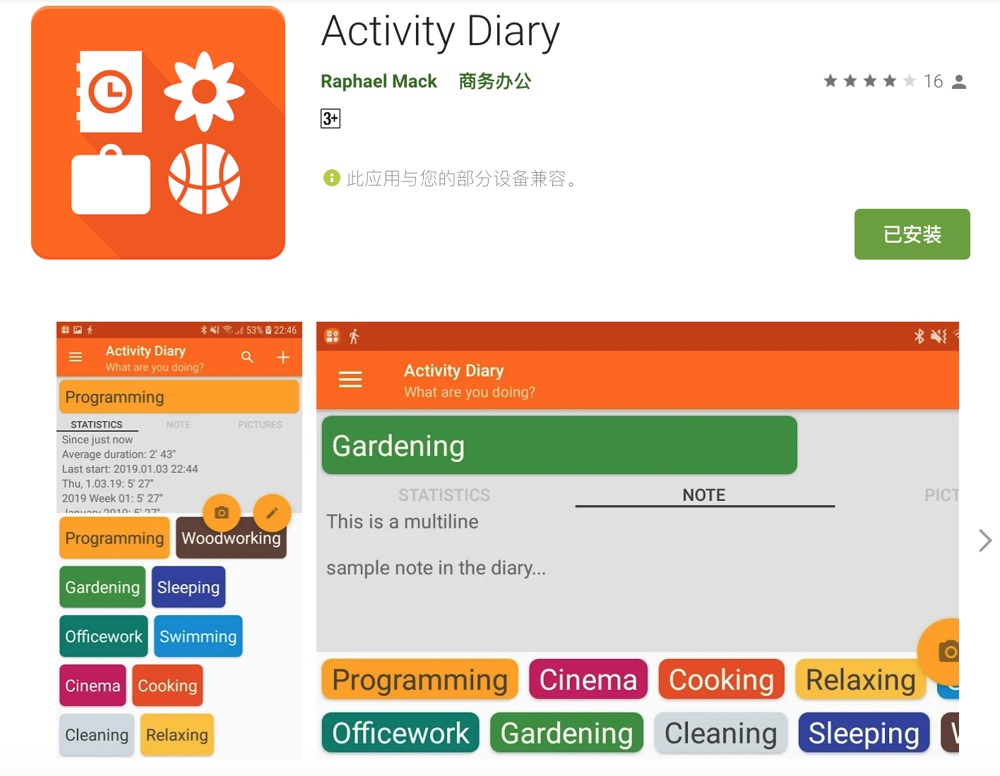 Activity Diary
Raphael Mack 商务办公
16
3+
此应用与您的部分设备兼容。
已安装
53% 22:46
Activity Diary
What are you doing?
Programming
STATISTICS NOTE PICTURES
Since just now
Average duration: 2' 43"
Last start: 2019.01.03 22:44
Thu, 1.03.19: 5' 27"
2019 Week 01: 5' 27"
January 2019: 5' 27"
Programming Woodworking
Gardening Sleeping
Officework Swimming
Cinema Cooking
Cleaning Relaxing
Activity Diary
What are you doing?
Gardening
STATISTICS NOTE PICT
This is a multiline
sample note in the diary...
Programming Cinema Cooking Relaxing
Officework Gardening Cleaning Sleeping